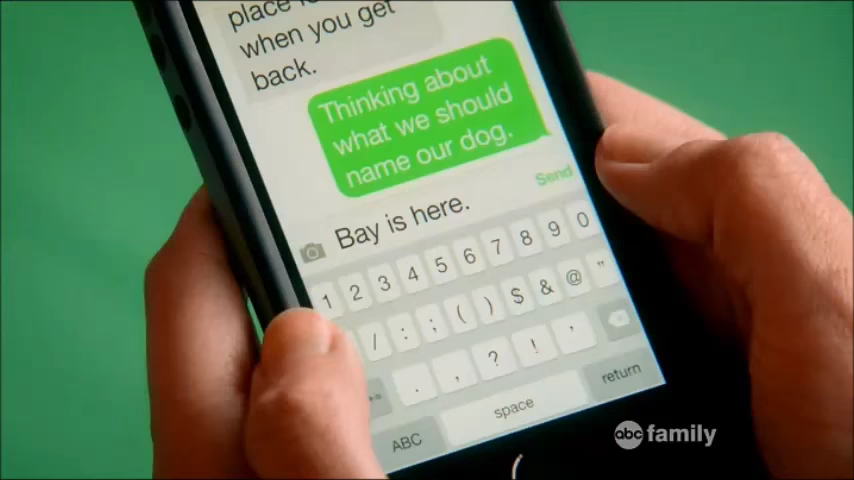 place
when you get
back.
Thinking about
what we should
name our dog.
Send
Bay is here.
1 2 3 4 5 6 7 8 9 0
/ : ; ( ) $ & @ "
. , ? ! '
ABC space return
abc family